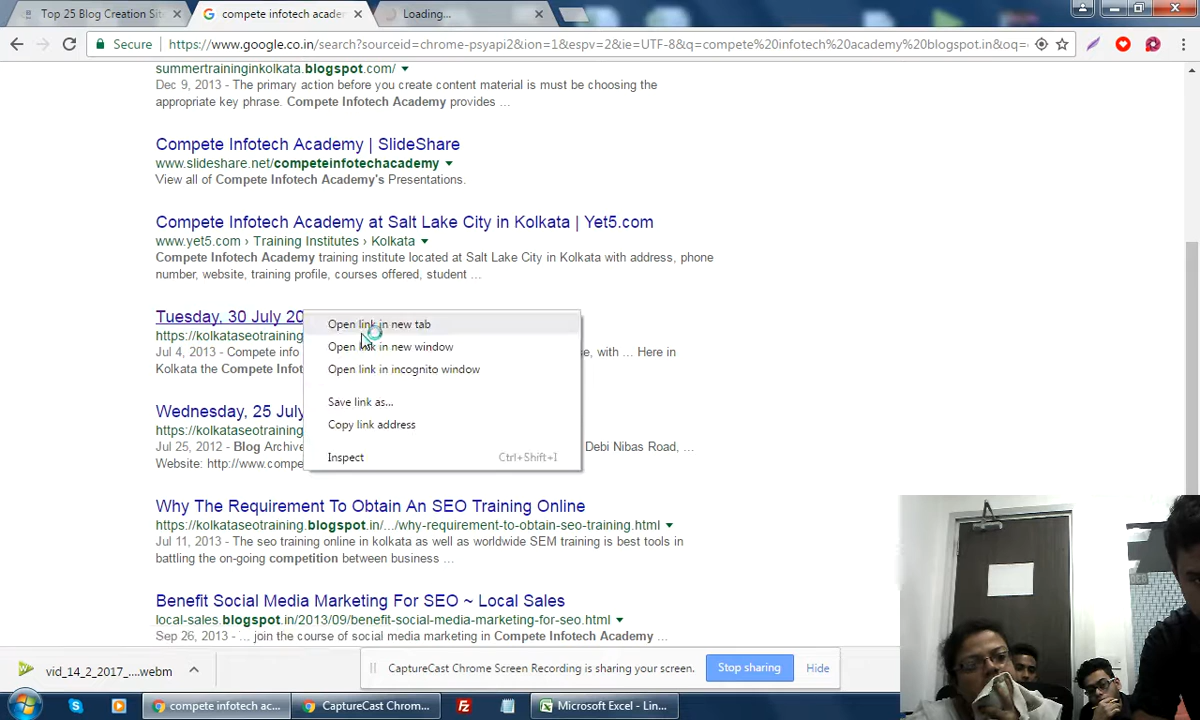 Top 25 Blog Creation Sit
compete infotech acade
Loading...
Secure
https://www.google.co.in/search?sourceid=chrome-psyapi2&ion=1&espv=2&ie=UTF-8&q=compete%20infotech%20academy%20blogspot.in&oq=
summertraininginkolkata.blogspot.com/
Dec 9, 2013 - The primary action before you create content material is must be choosing the
appropriate key phrase. Compete Infotech Academy provides ...
Compete Infotech Academy | SlideShare
www.slideshare.net/competeinfotechacademy
View all of Compete Infotech Academy's Presentations.
Compete Infotech Academy at Salt Lake City in Kolkata | Yet5.com
www.yet5.com › Training Institutes › Kolkata
Compete Infotech Academy training institute located at Salt Lake City in Kolkata with address, phone
number, website, training profile, courses offered, student ...
Tuesday, 30 July 20
https://kolkataseotraining
Jul 4, 2013 - Compete info
e, with ... Here in
Kolkata the Compete Inf
Open link in new tab
Open link in new window
Open link in incognito window
Save link as...
Copy link address
Inspect
Ctrl+Shift+I
Wednesday, 25 July
https://kolkataseotraining
Jul 25, 2012 - Blog Archiv
Debi Nibas Road, ...
Website: http://www.compe
Why The Requirement To Obtain An SEO Training Online
https://kolkataseotraining.blogspot.in/.../why-requirement-to-obtain-seo-training.html
Jul 11, 2013 - The seo training online in kolkata as well as worldwide SEM training is best tools in
battling the on-going competition between business ...
Benefit Social Media Marketing For SEO ~ Local Sales
local-sales.blogspot.in/2013/09/benefit-social-media-marketing-for-seo.html
Sep 26, 2013 - ... join the course of social media marketing in Compete Infotech Academy ...
vid_14_2_2017_....webm
CaptureCast Chrome Screen Recording is sharing your screen.
Stop sharing
Hide
compete infotech ac...
CaptureCast Chrom...
Microsoft Excel - Lin...